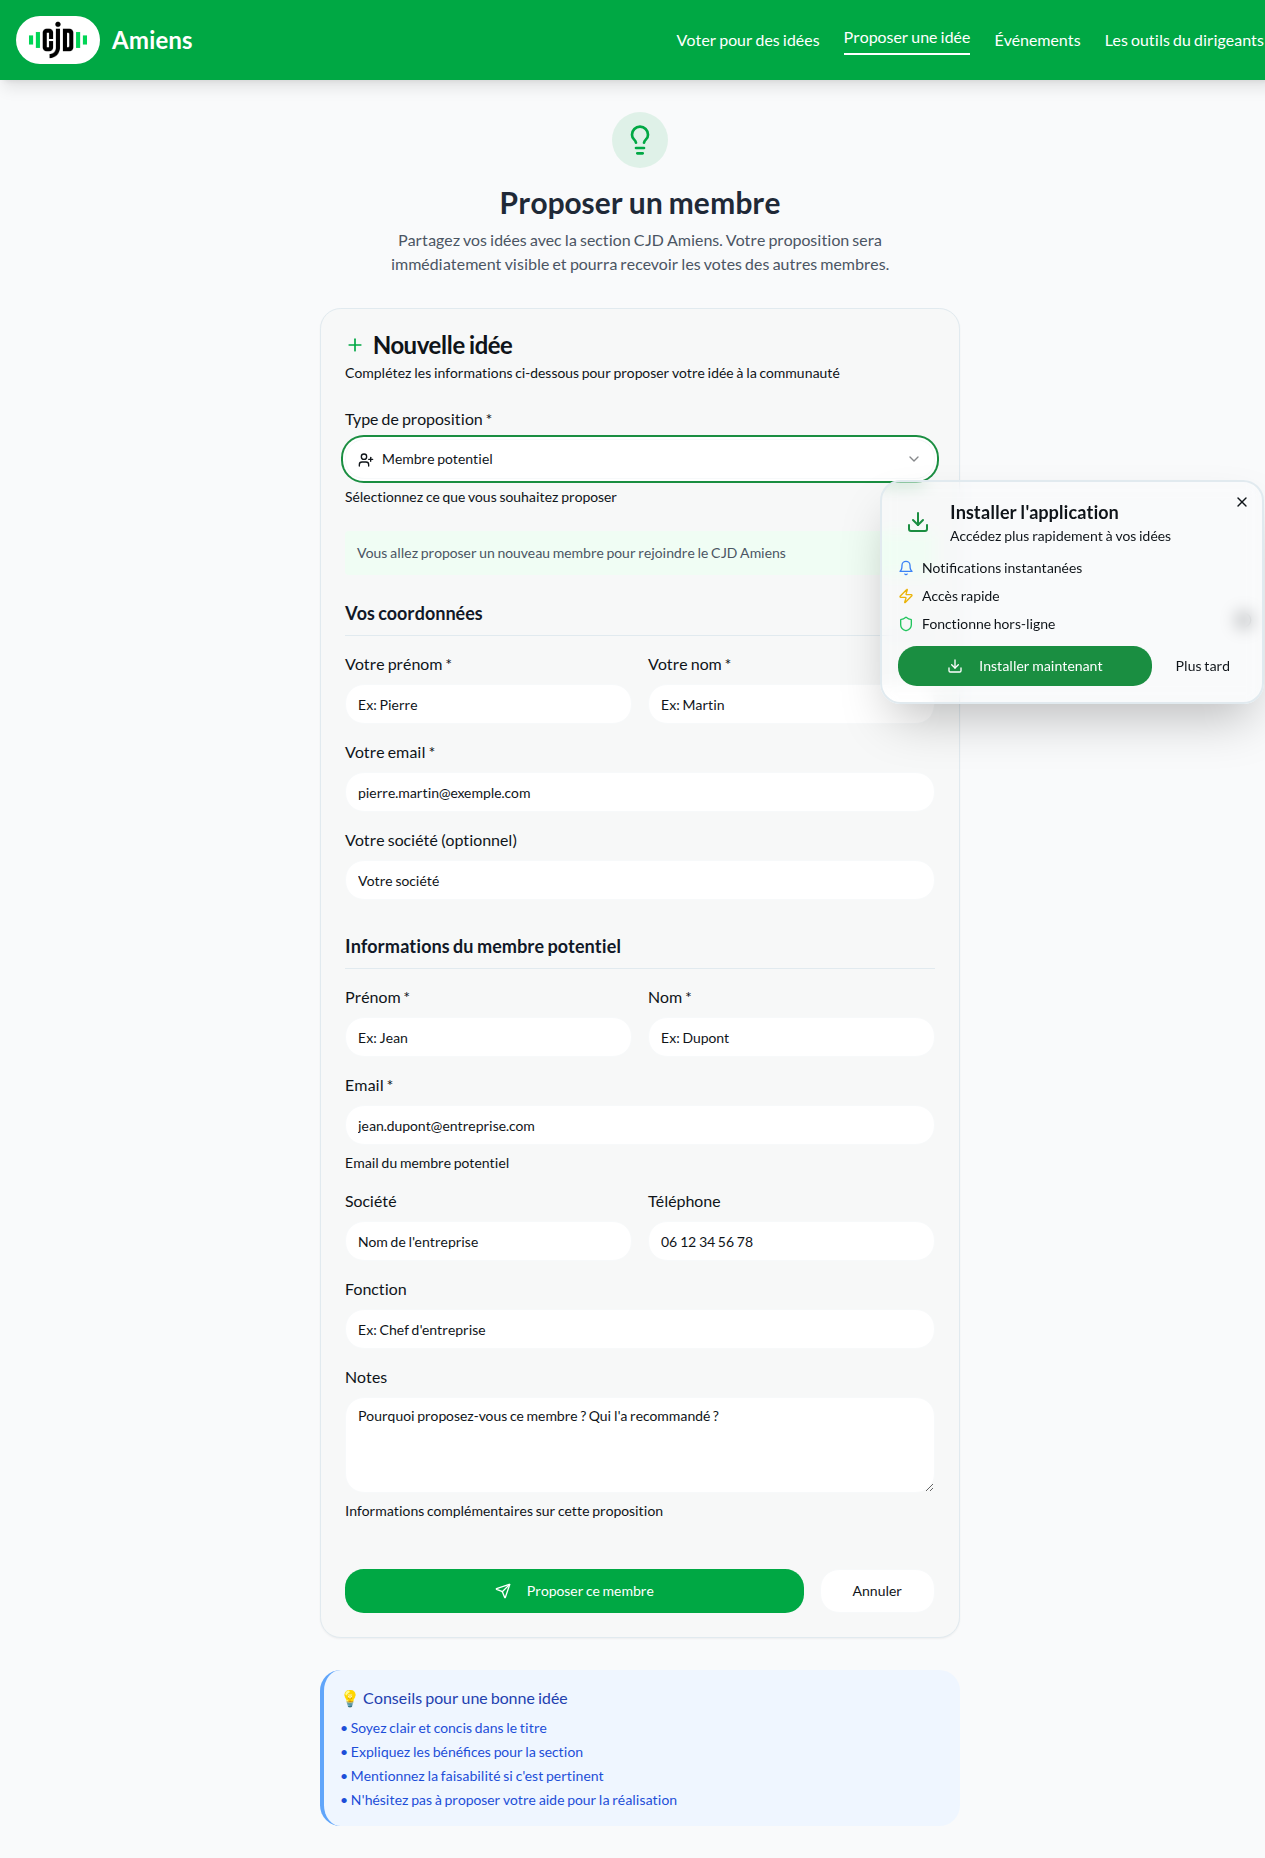 CJD Amiens
Voter pour des idées Proposer une idée Événements Les outils du dirigeants
Proposer un membre
Partagez vos idées avec la section CJD Amiens. Votre proposition sera
immédiatement visible et pourra recevoir les votes des autres membres.
Nouvelle idée
Complétez les informations ci-dessous pour proposer votre idée à la communauté
Type de proposition *
Membre potentiel
Sélectionnez ce que vous souhaitez proposer
Vous allez proposer un nouveau membre pour rejoindre le CJD Amiens
Installer l'application
Accédez plus rapidement à vos idées
Notifications instantanées
Accès rapide
Fonctionne hors-ligne
Installer maintenant Plus tard
Vos coordonnées
Votre prénom * Votre nom *
Ex: Pierre Ex: Martin
Votre email *
pierre.martin@exemple.com
Votre société (optionnel)
Votre société
Informations du membre potentiel
Prénom * Nom *
Ex: Jean Ex: Dupont
Email *
jean.dupont@entreprise.com
Email du membre potentiel
Société Téléphone
Nom de l'entreprise 06 12 34 56 78
Fonction
Ex: Chef d'entreprise
Notes
Pourquoi proposez-vous ce membre ? Qui l'a recommandé ?
Informations complémentaires sur cette proposition
Proposer ce membre Annuler
💡 Conseils pour une bonne idée
• Soyez clair et concis dans le titre
• Expliquez les bénéfices pour la section
• Mentionnez la faisabilité si c'est pertinent
• N'hésitez pas à proposer votre aide pour la réalisation